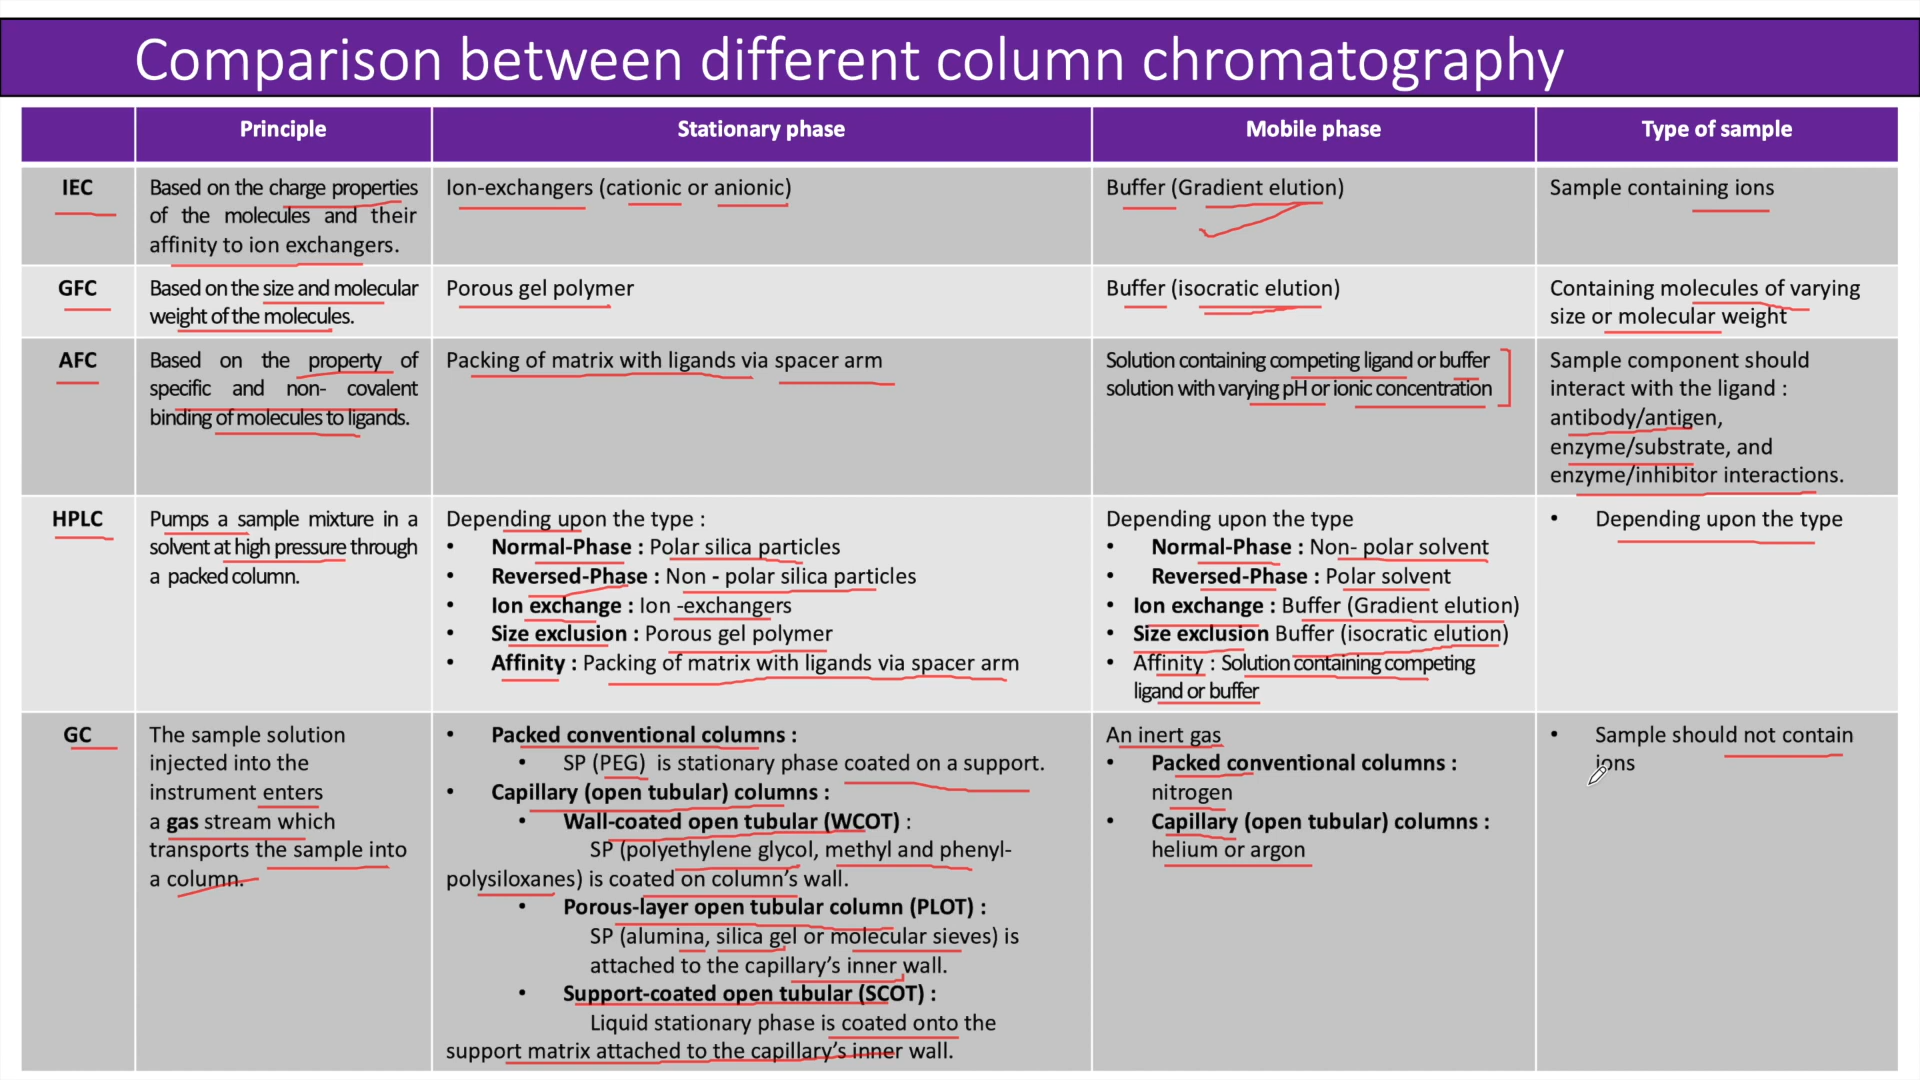 Comparison between different column chromatography
Principle
Stationary phase
Mobile phase
Type of sample
IEC
Based on the charge properties
of the molecules and their
affinity to ion exchangers.
Ion-exchangers (cationic or anionic)
Buffer (Gradient elution)
Sample containing ions
GFC
Based on the size and molecular
weight of the molecules.
Porous gel polymer
Buffer (isocratic elution)
Containing molecules of varying
size or molecular weight
AFC
Based on the property of
specific and non- covalent
binding of molecules to ligands.
Packing of matrix with ligands via spacer arm
Solution containing competing ligand or buffer
solution with varying pH or ionic concentration
Sample component should
interact with the ligand :
antibody/antigen,
enzyme/substrate, and
enzyme/inhibitor interactions.
HPLC
Pumps a sample mixture in a
solvent at high pressure through
a packed column.
Depending upon the type :
• Normal-Phase : Polar silica particles
• Reversed-Phase : Non - polar silica particles
• Ion exchange : Ion -exchangers
• Size exclusion : Porous gel polymer
• Affinity : Packing of matrix with ligands via spacer arm
Depending upon the type
• Normal-Phase : Non- polar solvent
• Reversed-Phase : Polar solvent
• Ion exchange : Buffer (Gradient elution)
• Size exclusion Buffer (isocratic elution)
• Affinity : Solution containing competing
ligand or buffer
• Depending upon the type
GC
The sample solution
injected into the
instrument enters
a gas stream which
transports the sample into
a column.
• Packed conventional columns :
• SP (PEG) is stationary phase coated on a support.
• Capillary (open tubular) columns :
• Wall-coated open tubular (WCOT) :
SP (polyethylene glycol, methyl and phenyl-
polysiloxanes) is coated on column's wall.
• Porous-layer open tubular column (PLOT) :
SP (alumina, silica gel or molecular sieves) is
attached to the capillary's inner wall.
• Support-coated open tubular (SCOT) :
Liquid stationary phase is coated onto the
support matrix attached to the capillary's inner wall.
An inert gas
• Packed conventional columns :
nitrogen
• Capillary (open tubular) columns :
helium or argon
• Sample should not contain
ions